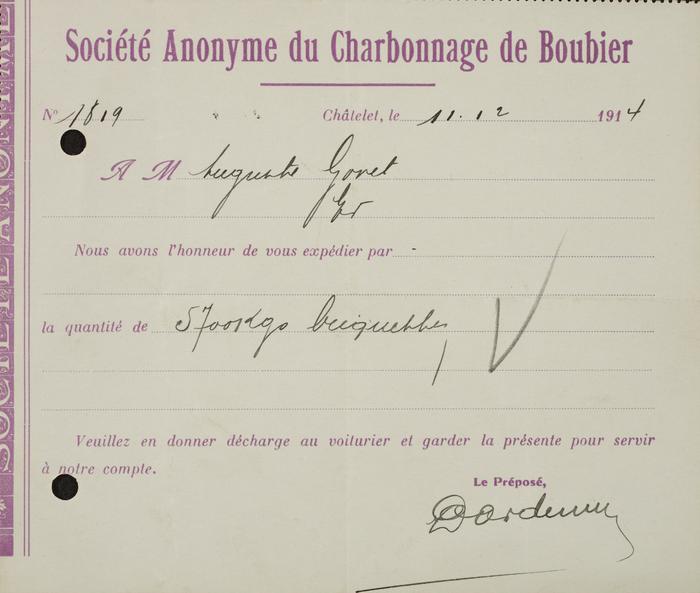 Société Anonyme du Charbonnage de Boubier
N° 1819 Châtelet, le 11.12 1914
A M Auguste Gonet
Nous avons l'honneur de vous expédier par -
la quantité de 5700 kgs briquettes
Veuillez en donner décharge au voiturier et garder la présente pour servir
à notre compte.
Le Préposé,
SOCIÉTÉ ANONYME